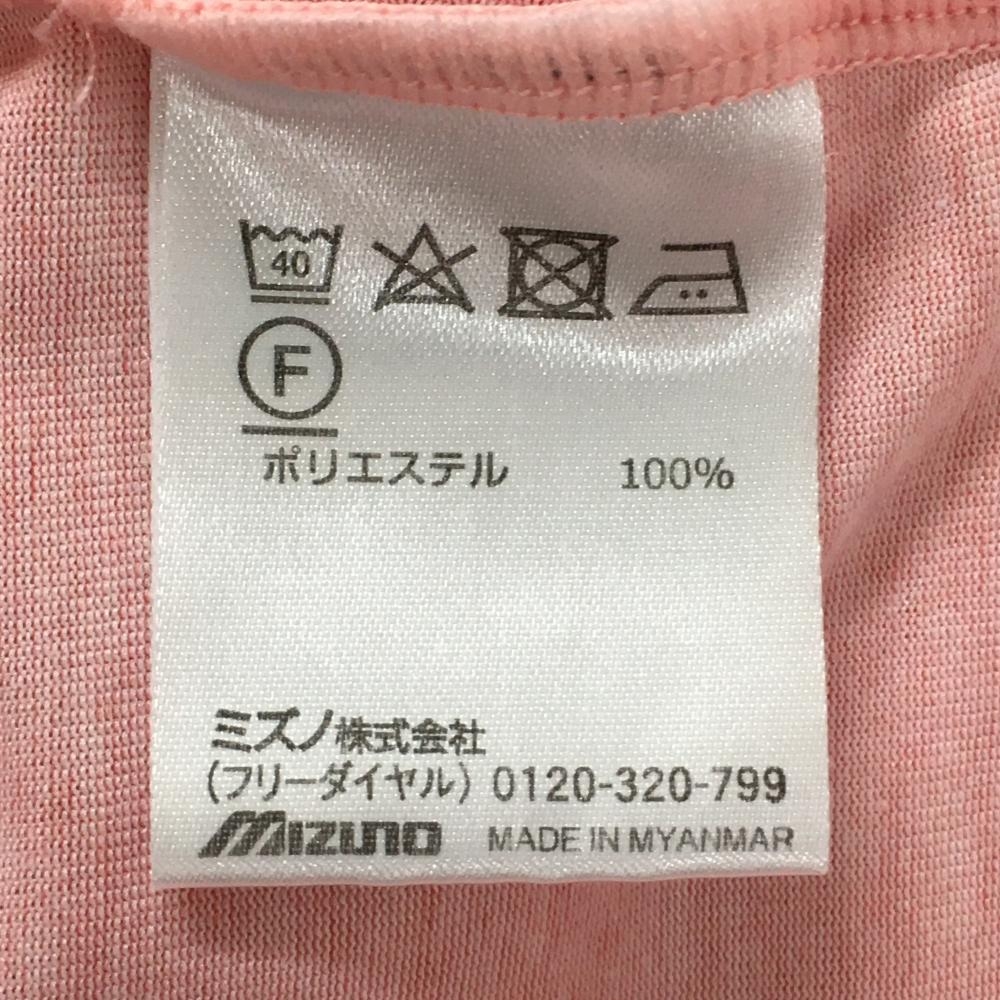 40
F
ポリエステル 100%
ミズノ株式会社
(フリーダイヤル) 0120-320-799
MIZUNO MADE IN MYANMAR